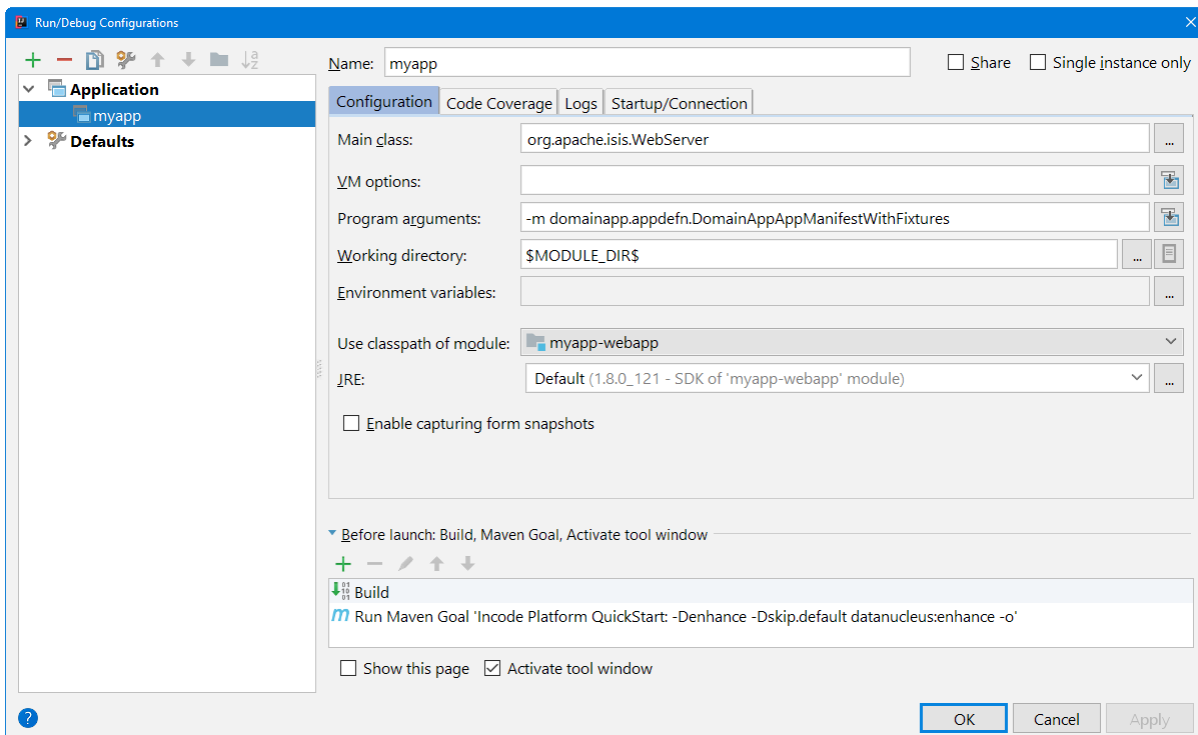 Run/Debug Configurations
Name: myapp
Share
Single instance only
Application
myapp
Defaults
Configuration Code Coverage Logs Startup/Connection
Main class: org.apache.isis.WebServer ...
VM options:
Program arguments: -m domainapp.appdefn.DomainAppAppManifestWithFixtures
Working directory: $MODULE_DIR$ ...
Environment variables: ...
Use classpath of module: myapp-webapp
JRE: Default (1.8.0_121 - SDK of 'myapp-webapp' module) ...
Enable capturing form snapshots
Before launch: Build, Maven Goal, Activate tool window
Build
m Run Maven Goal 'Incode Platform QuickStart: -Denhance -Dskip.default datanucleus:enhance -o'
Show this page Activate tool window
? OK Cancel Apply